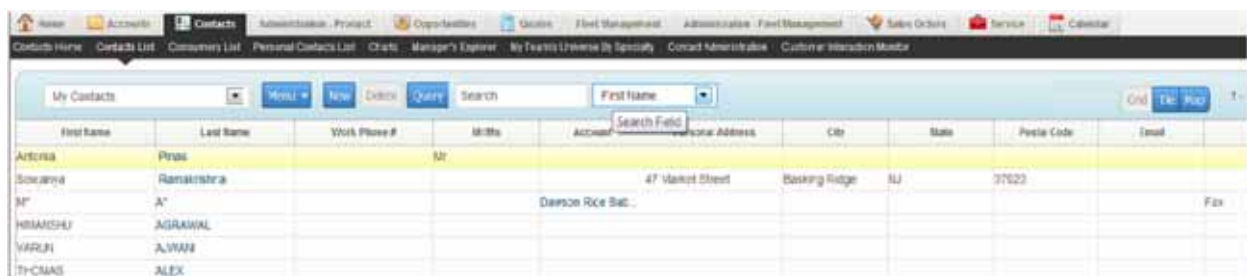 Home Accounts Contacts Administration - Product Opportunities Quotes Fleet Management Administration - Fleet Management Sales Orders Service Calendar
Contacts Home Contacts List Consumers List Personal Contacts List Charts Manager's Explorer My Team's Universe By Specialty Contact Administration Customer Interaction Monitor
My Contacts Menu New Delete Query Search First Name Grid Tile Map 1 -
Search Field
First Name Last Name Work Phone # Mr/Ms Account Personal Address City State Postal Code Email
Antonia Pinas Mr
Ramakrishna 47 Market Street Basking Ridge NJ 37023
M* A* Dawson Rice Bat... Fax
HIMANSHU AGRAWAL
VARUN ALWANI
THOMAS ALEX